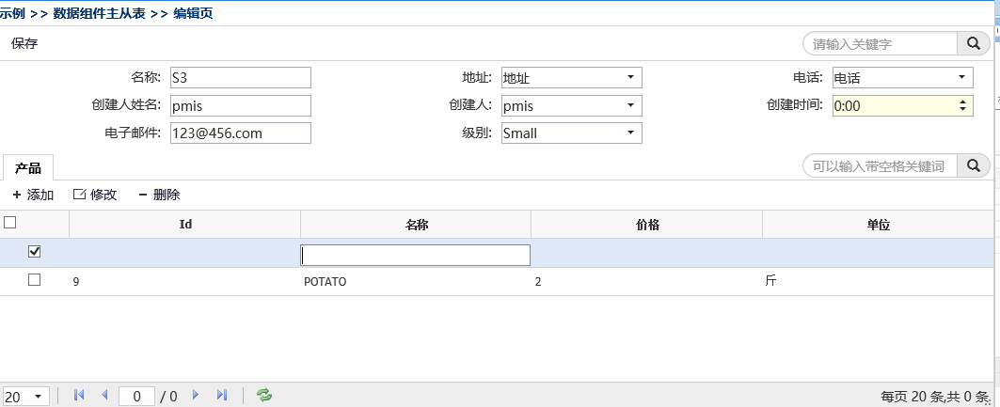 示例 >> 数据组件主从表 >> 编辑页
保存 请输入关键字
名称: S3 地址: 地址 电话: 电话
创建人姓名: pmis 创建人: pmis 创建时间: 0:00
电子邮件: 123@456.com 级别: Small
产品 可以输入带空格关键词
+ 添加 修改 − 删除
Id 名称 价格 单位
9 POTATO 2 斤
20 0 / 0 每页 20 条,共 0 条